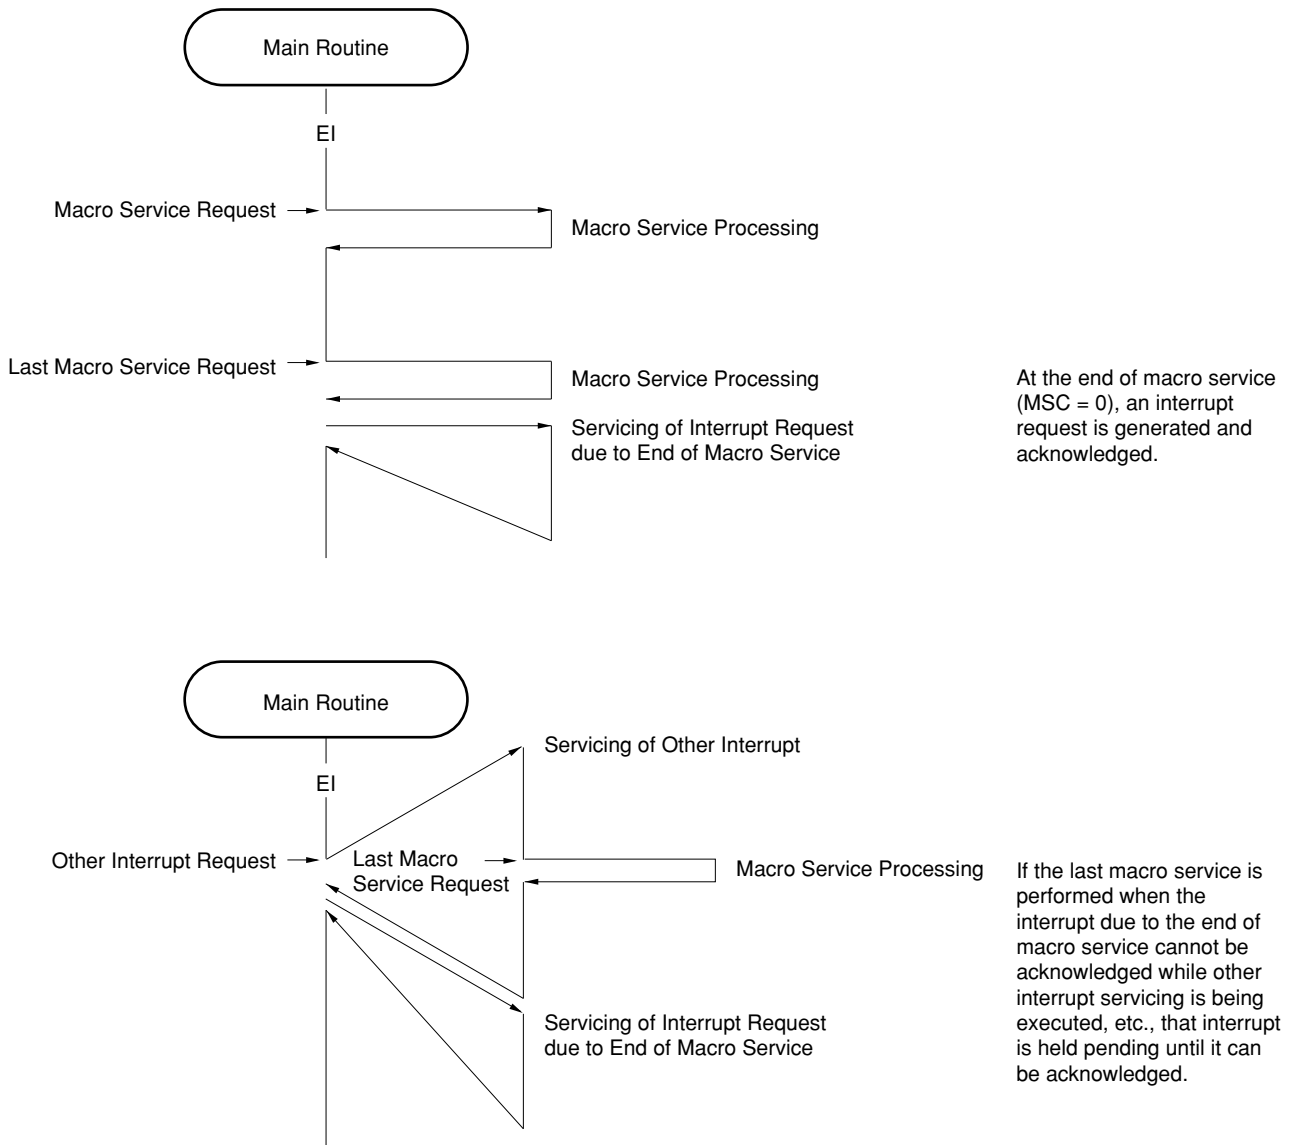 Main Routine
EI
Macro Service Request
Macro Service Processing
Last Macro Service Request
Macro Service Processing
Servicing of Interrupt Request
due to End of Macro Service
At the end of macro service
(MSC = 0), an interrupt
request is generated and
acknowledged.
Main Routine
EI
Servicing of Other Interrupt
Other Interrupt Request
Last Macro
Service Request
Macro Service Processing
Servicing of Interrupt Request
due to End of Macro Service
If the last macro service is
performed when the
interrupt due to the end of
macro service cannot be
acknowledged while other
interrupt servicing is being
executed, etc., that interrupt
is held pending until it can
be acknowledged.